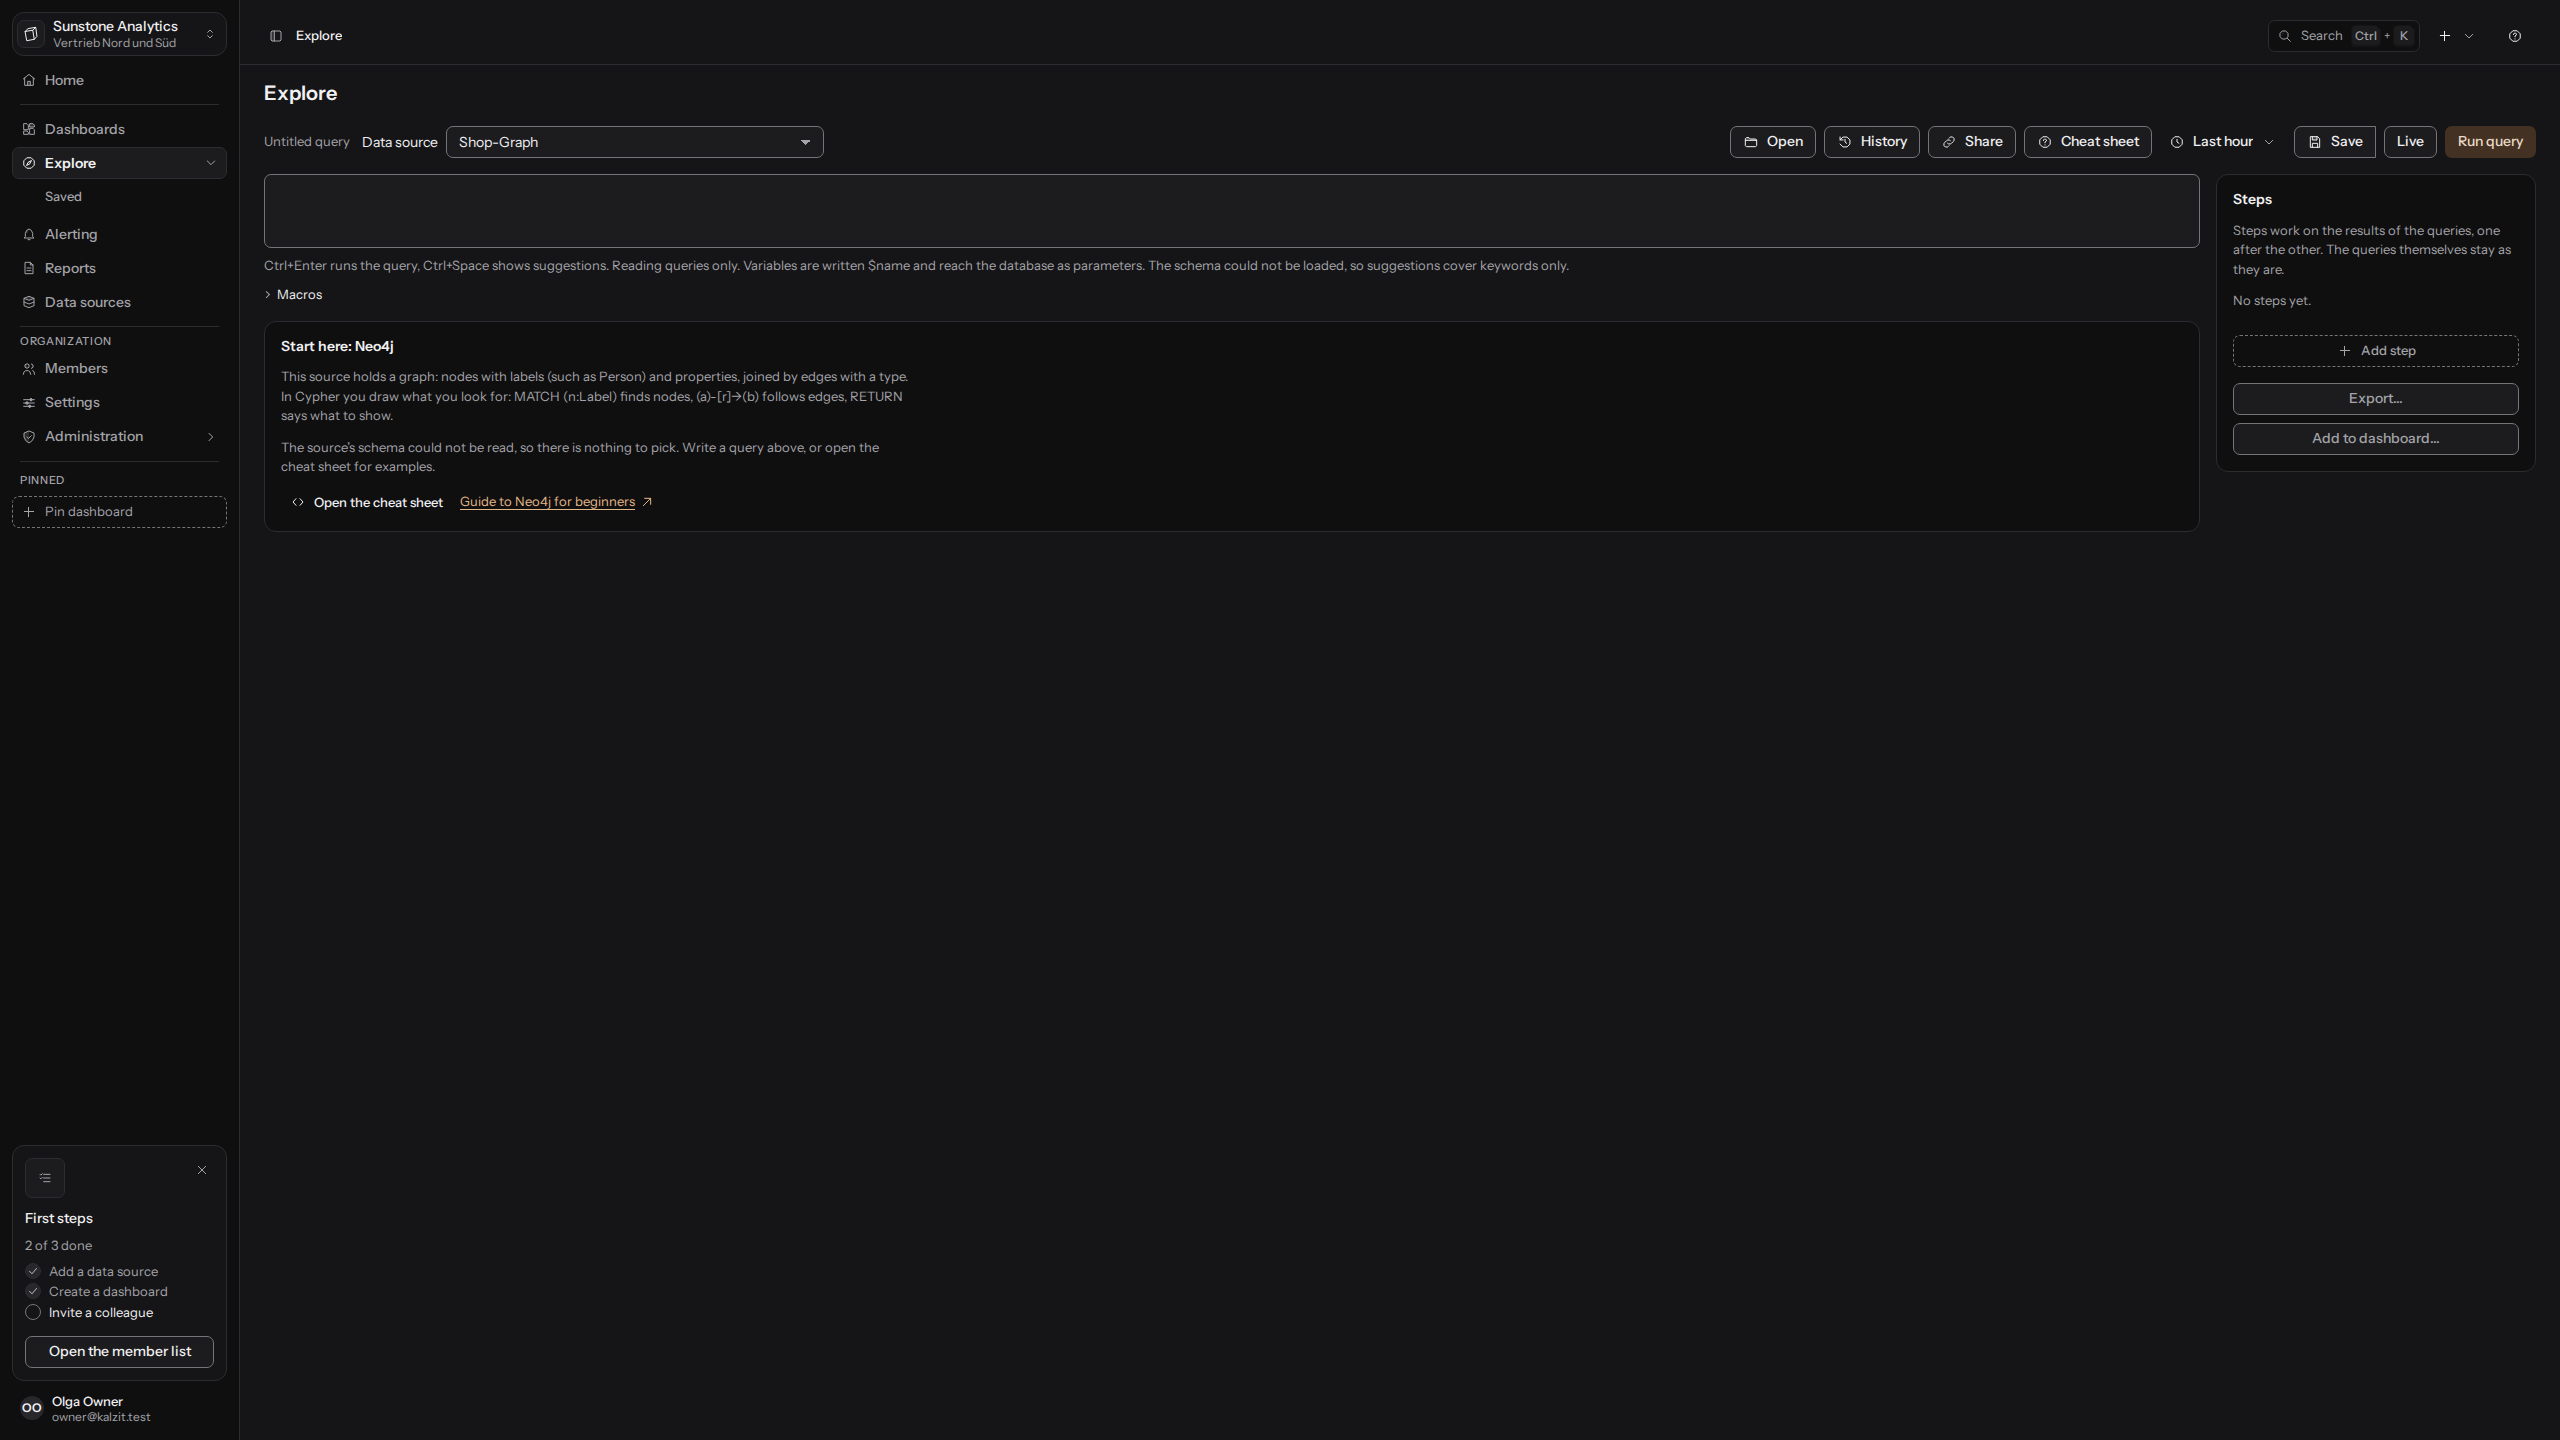 Sunstone Analytics
Vertrieb Nord und Süd
Home
Dashboards
Explore
Saved
Alerting
Reports
Data sources
ORGANIZATION
Members
Settings
Administration
PINNED
Pin dashboard
First steps
2 of 3 done
Add a data source
Create a dashboard
Invite a colleague
Open the member list
OO
Olga Owner
owner@kalzit.test
Explore
Search Ctrl + K
Explore
Untitled query Data source Shop-Graph Open History Share Cheat sheet Last hour Save Live Run query
Ctrl+Enter runs the query, Ctrl+Space shows suggestions. Reading queries only. Variables are written $name and reach the database as parameters. The schema could not be loaded, so suggestions cover keywords only.
Macros
Start here: Neo4j
This source holds a graph: nodes with labels (such as Person) and properties, joined by edges with a type.
In Cypher you draw what you look for: MATCH (n:Label) finds nodes, (a)-[r]->(b) follows edges, RETURN
says what to show.
The source's schema could not be read, so there is nothing to pick. Write a query above, or open the
cheat sheet for examples.
Open the cheat sheet Guide to Neo4j for beginners
Steps
Steps work on the results of the queries, one
after the other. The queries themselves stay as
they are.
No steps yet.
Add step
Export...
Add to dashboard...